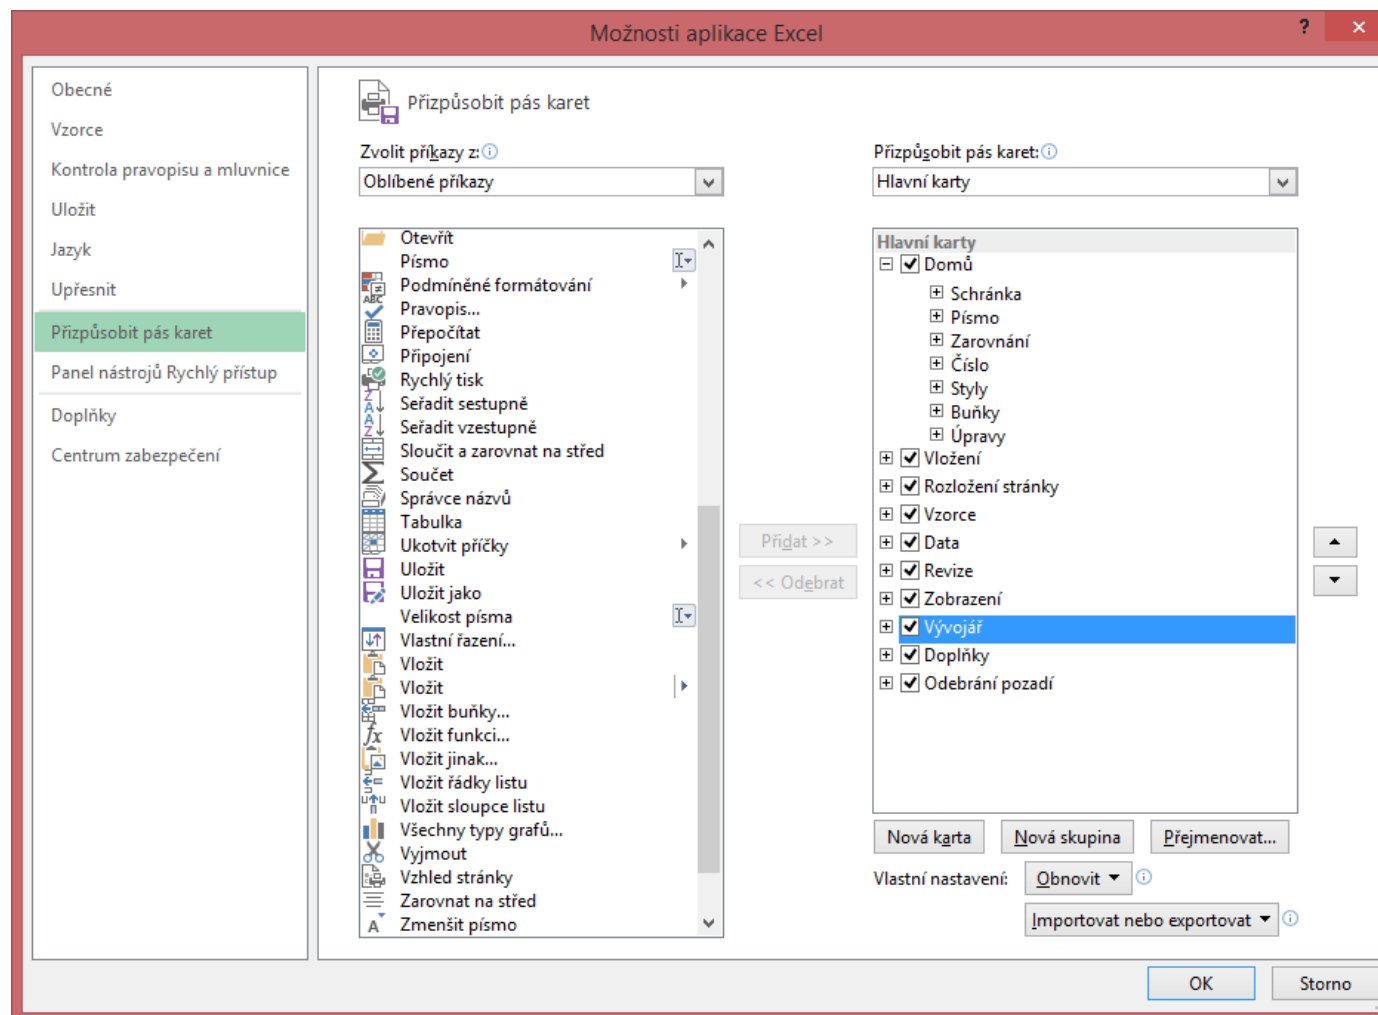 Možnosti aplikace Excel
?
Obecné
Vzorce
Kontrola pravopisu a mluvnice
Uložit
Jazyk
Upřesnit
Přizpůsobit pás karet
Panel nástrojů Rychlý přístup
Doplňky
Centrum zabezpečení
Přizpůsobit pás karet
Zvolit příkazy z:
Oblíbené příkazy
Otevřít
Písmo
Podmíněné formátování
Pravopis...
Přepočítat
Připojení
Rychlý tisk
Seřadit sestupně
Seřadit vzestupně
Sloučit a zarovnat na střed
Součet
Správce názvů
Tabulka
Ukotvit příčky
Uložit
Uložit jako
Velikost písma
Vlastní řazení...
Vložit
Vložit
Vložit buňky...
Vložit funkci...
Vložit jinak...
Vložit řádky listu
Vložit sloupce listu
Všechny typy grafů...
Vyjmout
Vzhled stránky
Zarovnat na střed
Zmenšit písmo
Přidat >>
<< Odebrat
Přizpůsobit pás karet:
Hlavní karty
Hlavní karty
Domů
Schránka
Písmo
Zarovnání
Číslo
Styly
Buňky
Úpravy
Vložení
Rozložení stránky
Vzorce
Data
Revize
Zobrazení
Vývojář
Doplňky
Odebrání pozadí
Nová karta Nová skupina Přejmenovat...
Vlastní nastavení: Obnovit
Importovat nebo exportovat
OK Storno